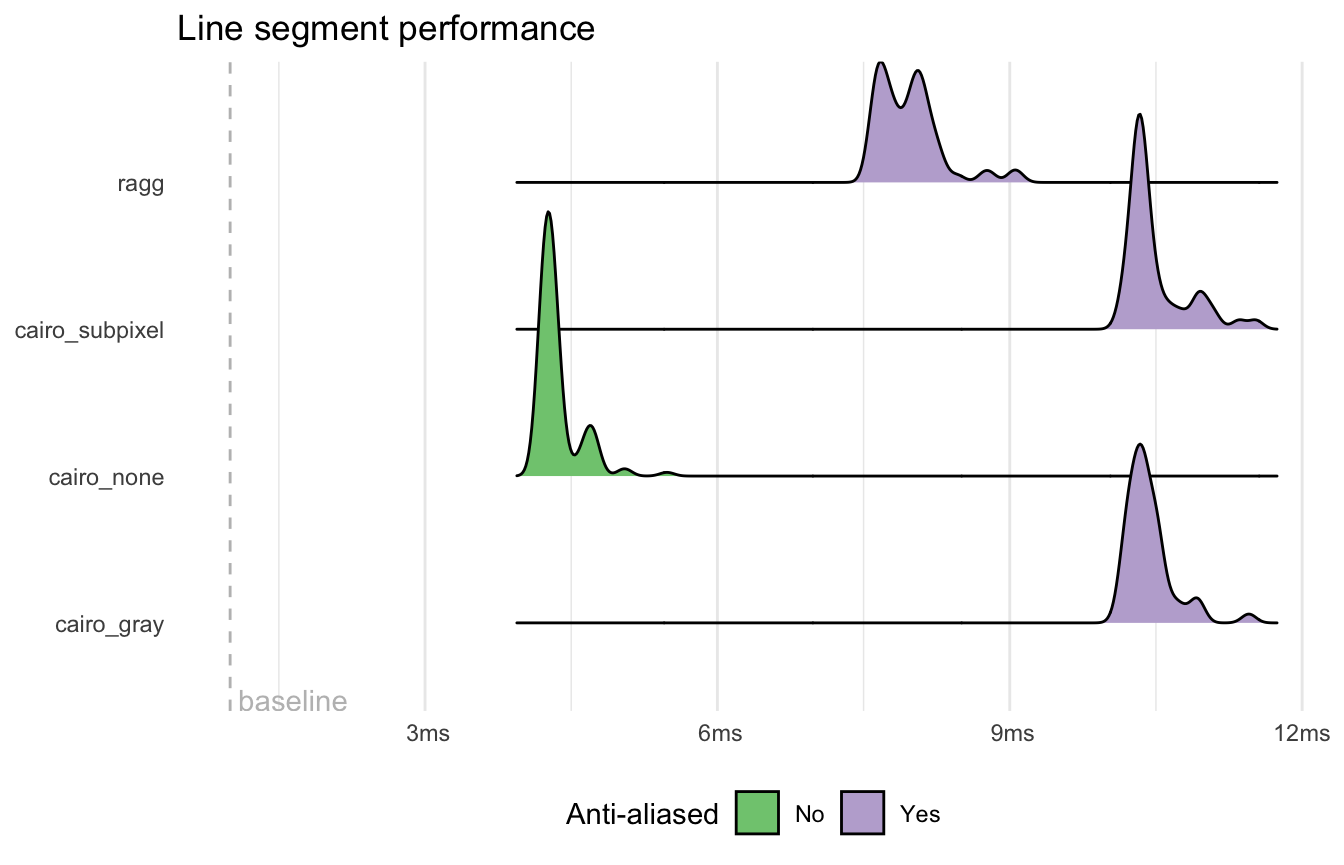 Line segment performance
ragg
cairo_subpixel
cairo_none
cairo_gray
baseline
3ms 6ms 9ms 12ms
Anti-aliased No Yes